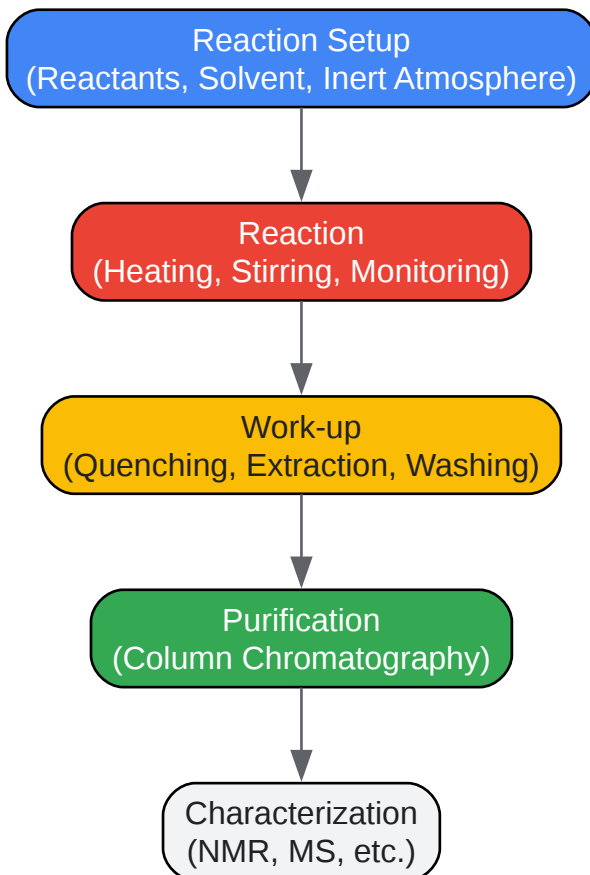 Reaction Setup
(Reactants, Solvent, Inert Atmosphere)
Reaction
(Heating, Stirring, Monitoring)
Work-up
(Quenching, Extraction, Washing)
Purification
(Column Chromatography)
Characterization
(NMR, MS, etc.)